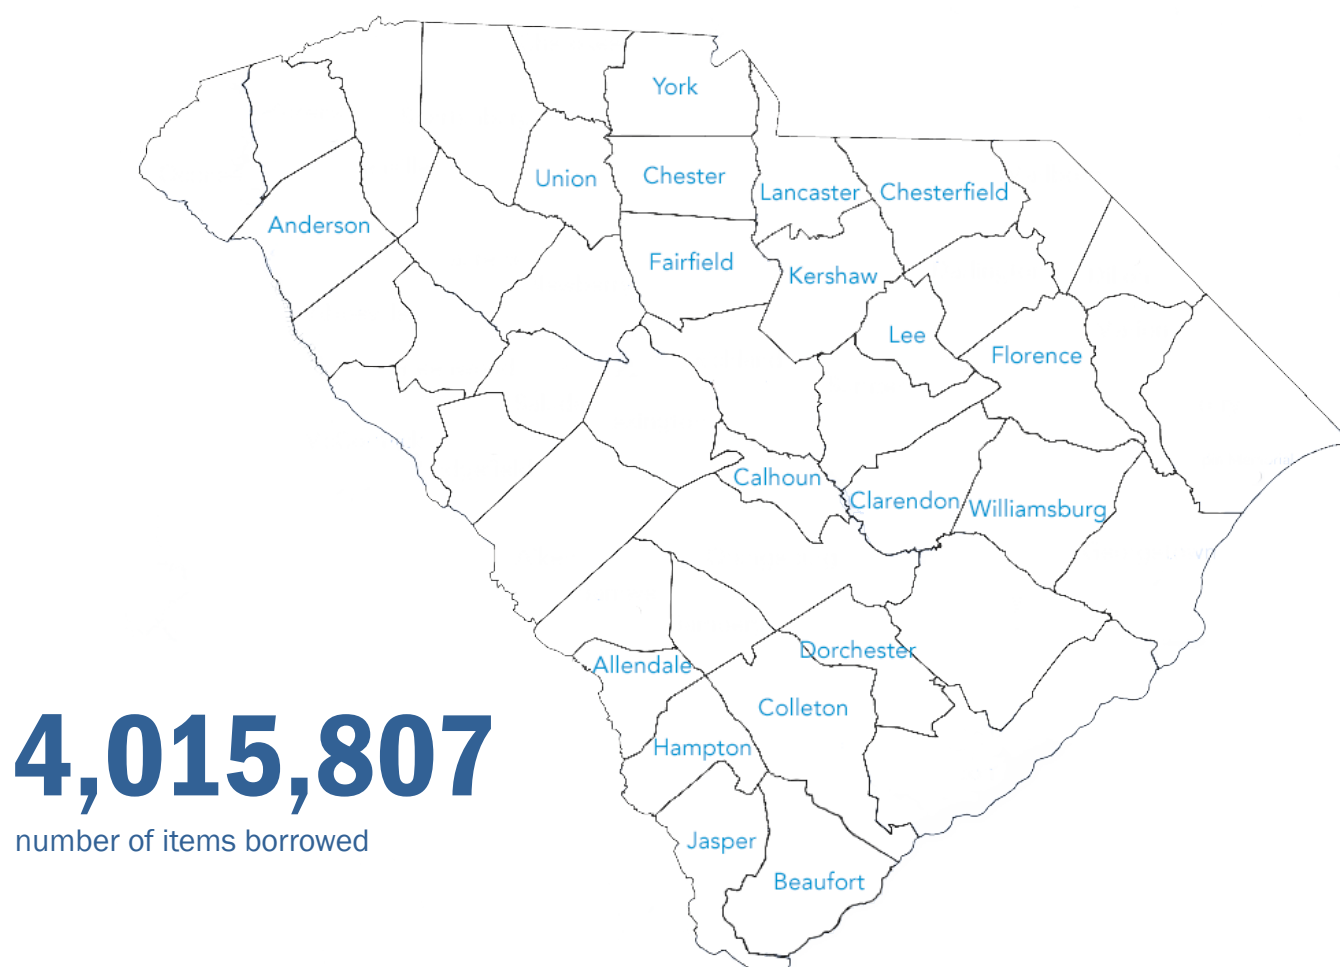 York
Union
Chester
Lancaster
Chesterfield
Anderson
Fairfield
Kershaw
Lee
Florence
Calhoun
Clarendon
Williamsburg
Dorchester
Allendale
Colleton
Hampton
Jasper
Beaufort
4,015,807
number of items borrowed